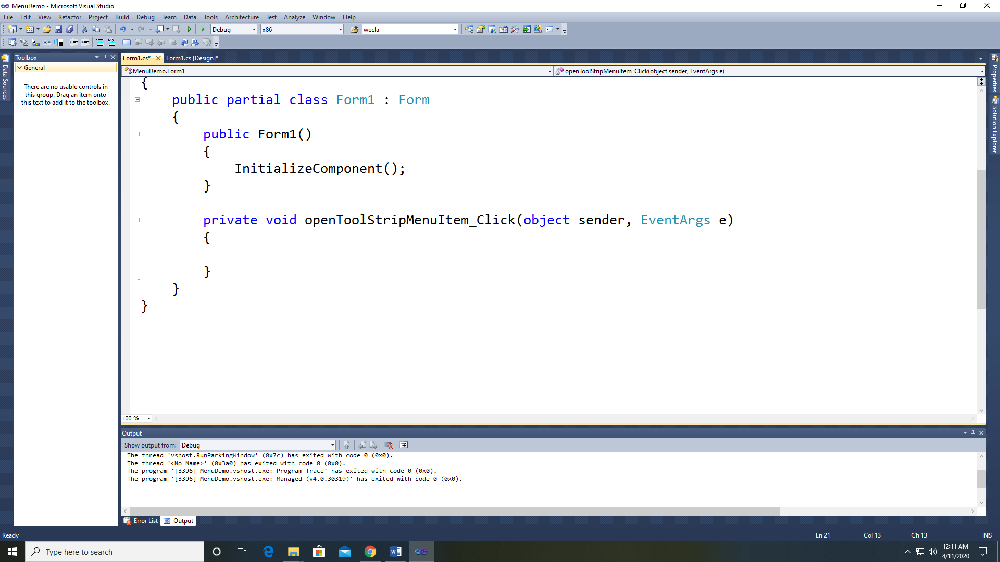 MenuDemo - Microsoft Visual Studio
File Edit View Refactor Project Build Debug Team Data Tools Architecture Test Analyze Window Help
Debug x86 wecla
Toolbox
General
There are no usable controls in
this group. Drag an item onto
this text to add it to the toolbox.
Data Sources
Form1.cs* Form1.cs [Design]*
MenuDemo.Form1 openToolStripMenuItem_Click(object sender, EventArgs e)
{
public partial class Form1 : Form
{
public Form1()
{
InitializeComponent();
}
private void openToolStripMenuItem_Click(object sender, EventArgs e)
{
}
}
}
100 %
Properties
Solution Explorer
Output
Show output from: Debug
The thread 'vshost.RunParkingWindow' (0x7c) has exited with code 0 (0x0).
The thread '<No Name>' (0x3a0) has exited with code 0 (0x0).
The program '[3396] MenuDemo.vshost.exe: Program Trace' has exited with code 0 (0x0).
The program '[3396] MenuDemo.vshost.exe: Managed (v4.0.30319)' has exited with code 0 (0x0).
Error List Output
Ready Ln 21 Col 13 Ch 13 INS
Type here to search
12:11 AM
4/11/2020